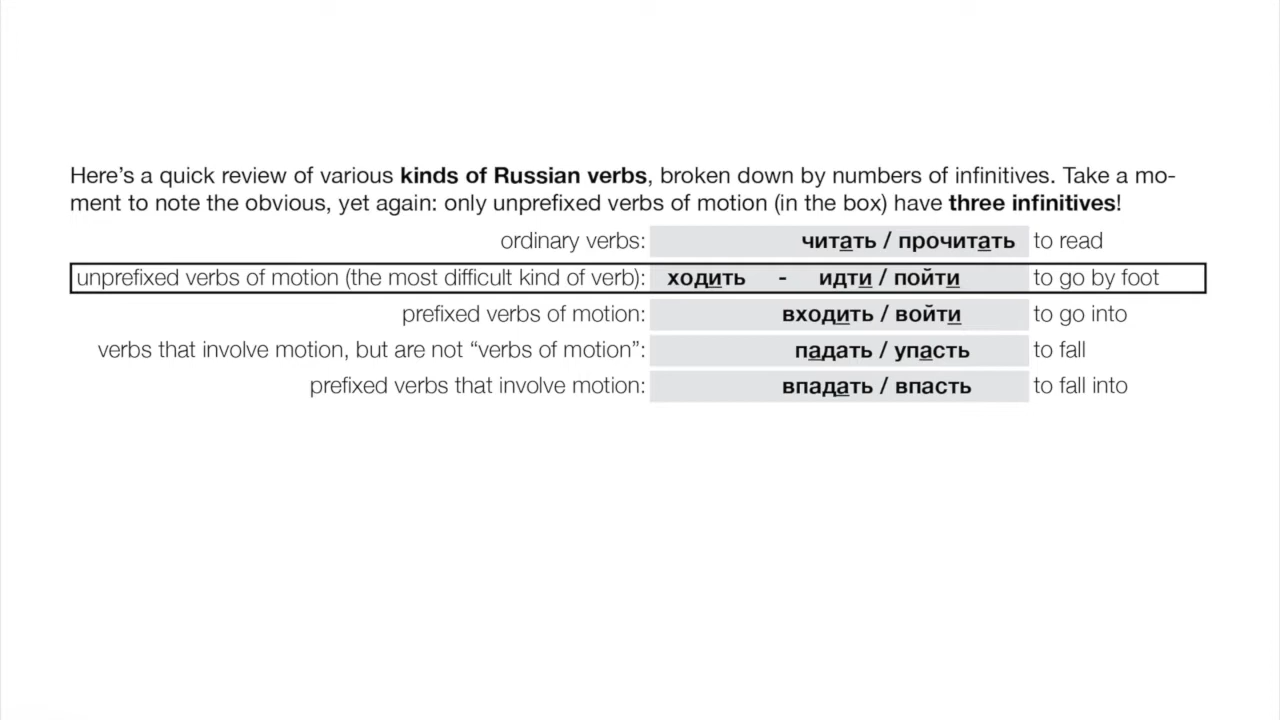 Here’s a quick review of various kinds of Russian verbs, broken down by numbers of infinitives. Take a mo-
ment to note the obvious, yet again: only unprefixed verbs of motion (in the box) have three infinitives!
ordinary verbs: читать / прочитать to read
unprefixed verbs of motion (the most difficult kind of verb): ходить - идти / пойти to go by foot
prefixed verbs of motion: входить / войти to go into
verbs that involve motion, but are not “verbs of motion”: падать / упасть to fall
prefixed verbs that involve motion: впадать / впасть to fall into